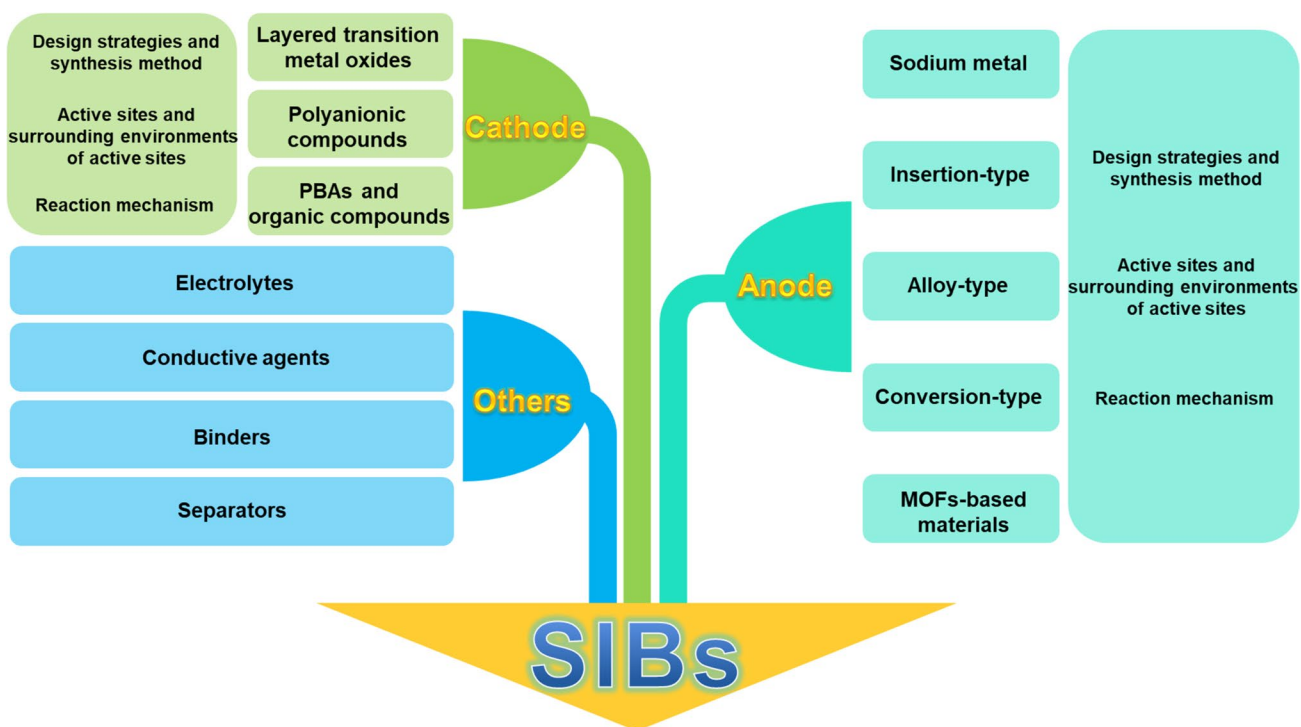 Design strategies and
synthesis method
Active sites and
surrounding environments
of active sites
Reaction mechanism
Layered transition
metal oxides
Polyanionic
compounds
PBAs and
organic compounds
Cathode
Electrolytes
Conductive agents
Binders
Separators
Others
Anode
Sodium metal
Insertion-type
Alloy-type
Conversion-type
MOFs-based
materials
Design strategies and
synthesis method
Active sites and
surrounding environments
of active sites
Reaction mechanism
SIBs